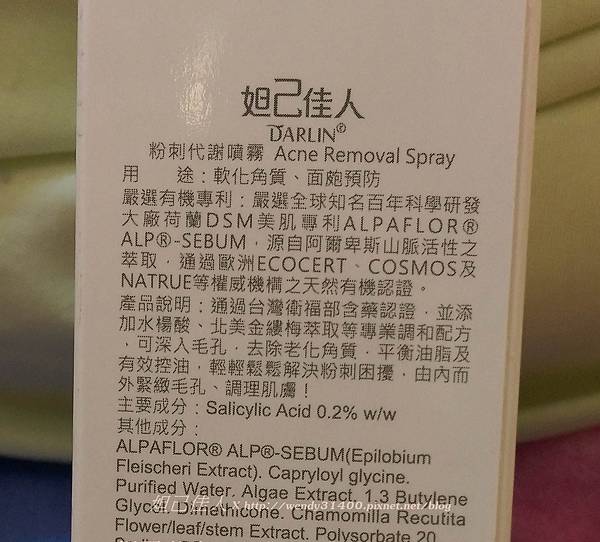 妲己佳人
DARLIN®
粉刺代謝噴霧 Acne Removal Spray
用　　途：軟化角質、面皰預防
嚴選有機專利：嚴選全球知名百年科學研發
大廠荷蘭DSM美肌專利ALPAFLOR®
ALP®-SEBUM，源自阿爾卑斯山脈活性之
萃取，通過歐洲ECOCERT、COSMOS及
NATRUE等權威機構之天然有機認證。
產品說明：通過台灣衛福部含藥認證，並添
加水楊酸、北美金縷梅萃取等專業調和配方
，可深入毛孔，去除老化角質，平衡油脂及
有效控油，輕輕鬆鬆解決粉刺困擾，由內而
外緊緻毛孔、調理肌膚！
主要成分：Salicylic Acid 0.2% w/w
其他成分：
ALPAFLOR® ALP®-SEBUM(Epilobium
Fleischeri Extract). Capryloyl glycine.
Purified Water. Algae Extract. 1.3 Butylene
Glycol. Dimethicone. Chamomilla Recutita
Flower/leaf/stem Extract. Polysorbate 20.
妲己佳人 X http://wendy31400.pixnet.net/blog